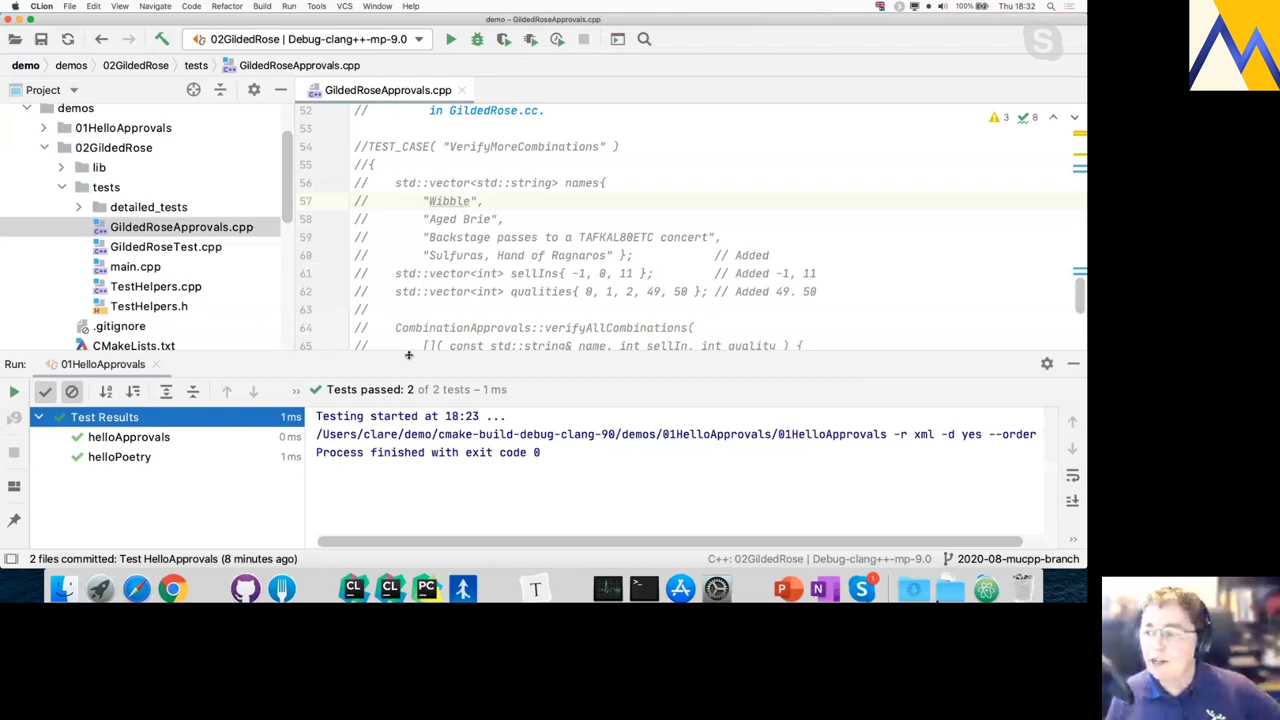 CLion File Edit View Navigate Code Refactor Build Run Tools VCS Window Help 100% Thu 18:32
demo – GildedRoseApprovals.cpp
02GildedRose | Debug-clang++-mp-9.0
demo demos 02GildedRose tests GildedRoseApprovals.cpp
Project
GildedRoseApprovals.cpp
demos
01HelloApprovals
02GildedRose
lib
tests
detailed_tests
GildedRoseApprovals.cpp
GildedRoseTest.cpp
main.cpp
TestHelpers.cpp
TestHelpers.h
.gitignore
CMakeLists.txt
3 8
52 // in GildedRose.cc.
53
54 //TEST_CASE( "VerifyMoreCombinations" )
55 //{
56 // std::vector<std::string> names{
57 // "Wibble",
58 // "Aged Brie",
59 // "Backstage passes to a TAFKAL80ETC concert",
60 // "Sulfuras, Hand of Ragnaros" }; // Added
61 // std::vector<int> sellIns{ -1, 0, 11 }; // Added -1, 11
62 // std::vector<int> qualities{ 0, 1, 2, 49, 50 }; // Added 49. 50
63 //
64 // CombinationApprovals::verifyAllCombinations(
65 // []( const std::string& name, int sellIn, int quality ) {
Run: 01HelloApprovals
Tests passed: 2 of 2 tests – 1 ms
Test Results 1ms
helloApprovals 0ms
helloPoetry 1ms
Testing started at 18:23 ...
/Users/clare/demo/cmake-build-debug-clang-90/demos/01HelloApprovals/01HelloApprovals -r xml -d yes --order
Process finished with exit code 0
2 files committed: Test HelloApprovals (8 minutes ago) C++: 02GildedRose | Debug-clang++-mp-9.0 2020-08-mucpp-branch